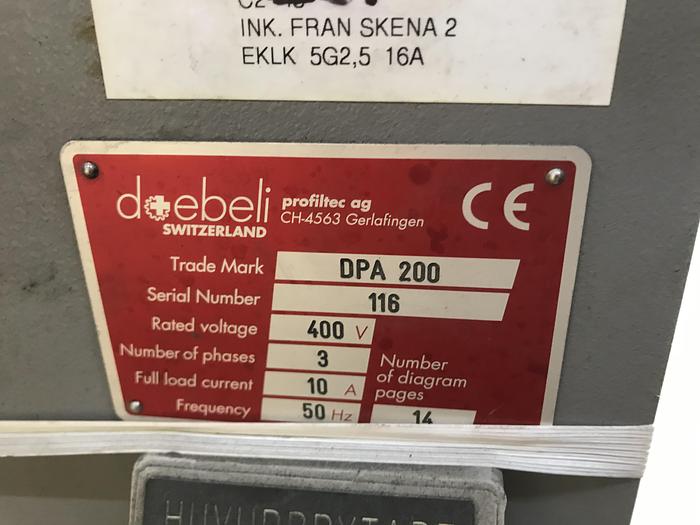 INK. FRAN SKENA 2
EKLK 5G2,5 16A
doebeli profiltec ag
SWITZERLAND CH-4563 Gerlafingen
CE
Trade Mark DPA 200
Serial Number 116
Rated voltage 400 V
Number of phases 3
Full load current 10 A
Frequency 50 Hz
Number
of diagram
pages
14